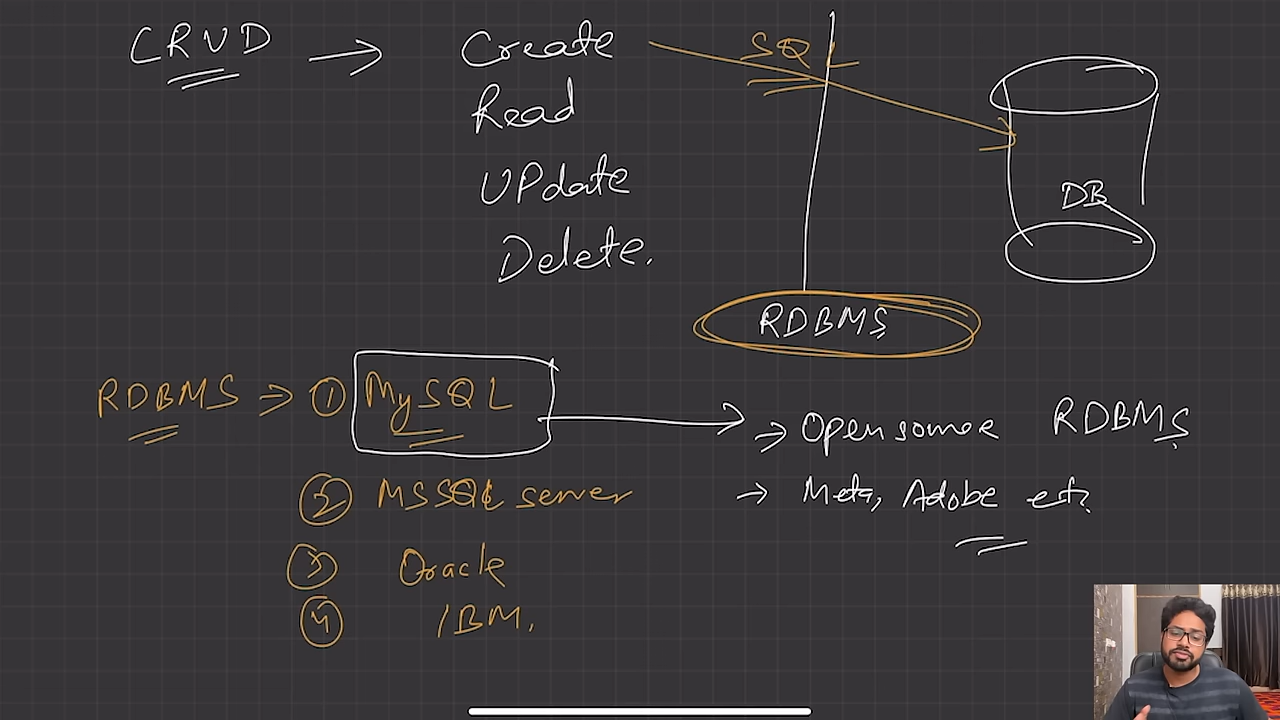 CRUD → Create
Read
UPdate
Delete.
SQL
DB
RDBMS
RDBMS ⇒ ① MySQL
② MSSQL server
③ Oracle
④ IBM.
⇒ Opensource RDBMS
→ Meta, Adobe etc.